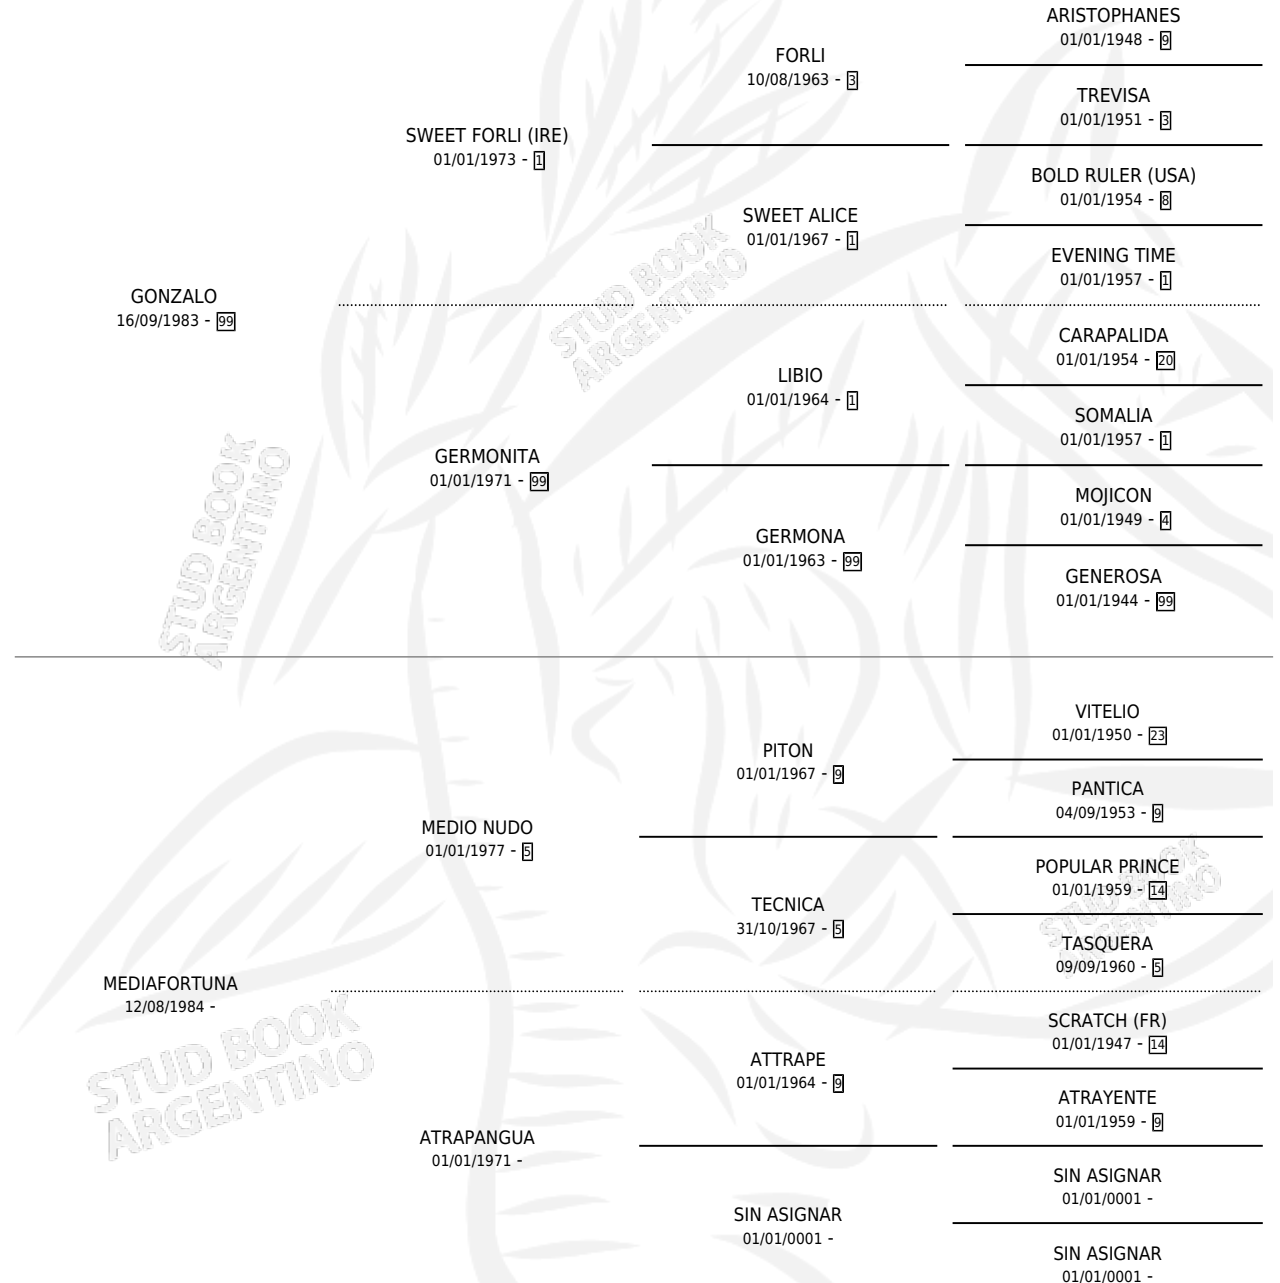 ARISTOPHANES
01/01/1948 - 9
FORLI
10/08/1963 - 3
TREVISA
01/01/1951 - 3
SWEET FORLI (IRE)
01/01/1973 - 1
BOLD RULER (USA)
01/01/1954 - 8
SWEET ALICE
01/01/1967 - 1
EVENING TIME
01/01/1957 - 1
GONZALO
16/09/1983 - 99
CARAPALIDA
01/01/1954 - 20
LIBIO
01/01/1964 - 1
SOMALIA
01/01/1957 - 1
GERMONITA
01/01/1971 - 99
MOJICON
01/01/1949 - 4
GERMONA
01/01/1963 - 99
GENEROSA
01/01/1944 - 99
STUD BOOK
ARGENTINO
STUD BOOK
ARGENTINO
VITELIO
01/01/1950 - 23
PITON
01/01/1967 - 9
PANTICA
04/09/1953 - 9
MEDIO NUDO
01/01/1977 - 5
POPULAR PRINCE
01/01/1959 - 14
TECNICA
31/10/1967 - 5
TASQUERA
09/09/1960 - 5
MEDIAFORTUNA
12/08/1984 -
SCRATCH (FR)
01/01/1947 - 14
ATTRAPE
01/01/1964 - 9
ATRAYENTE
01/01/1959 - 9
ATRAPANGUA
01/01/1971 -
SIN ASIGNAR
01/01/0001 -
SIN ASIGNAR
01/01/0001 -
SIN ASIGNAR
01/01/0001 -
STUD BOOK
ARGENTINO
STUD BOOK
ARGENTINO